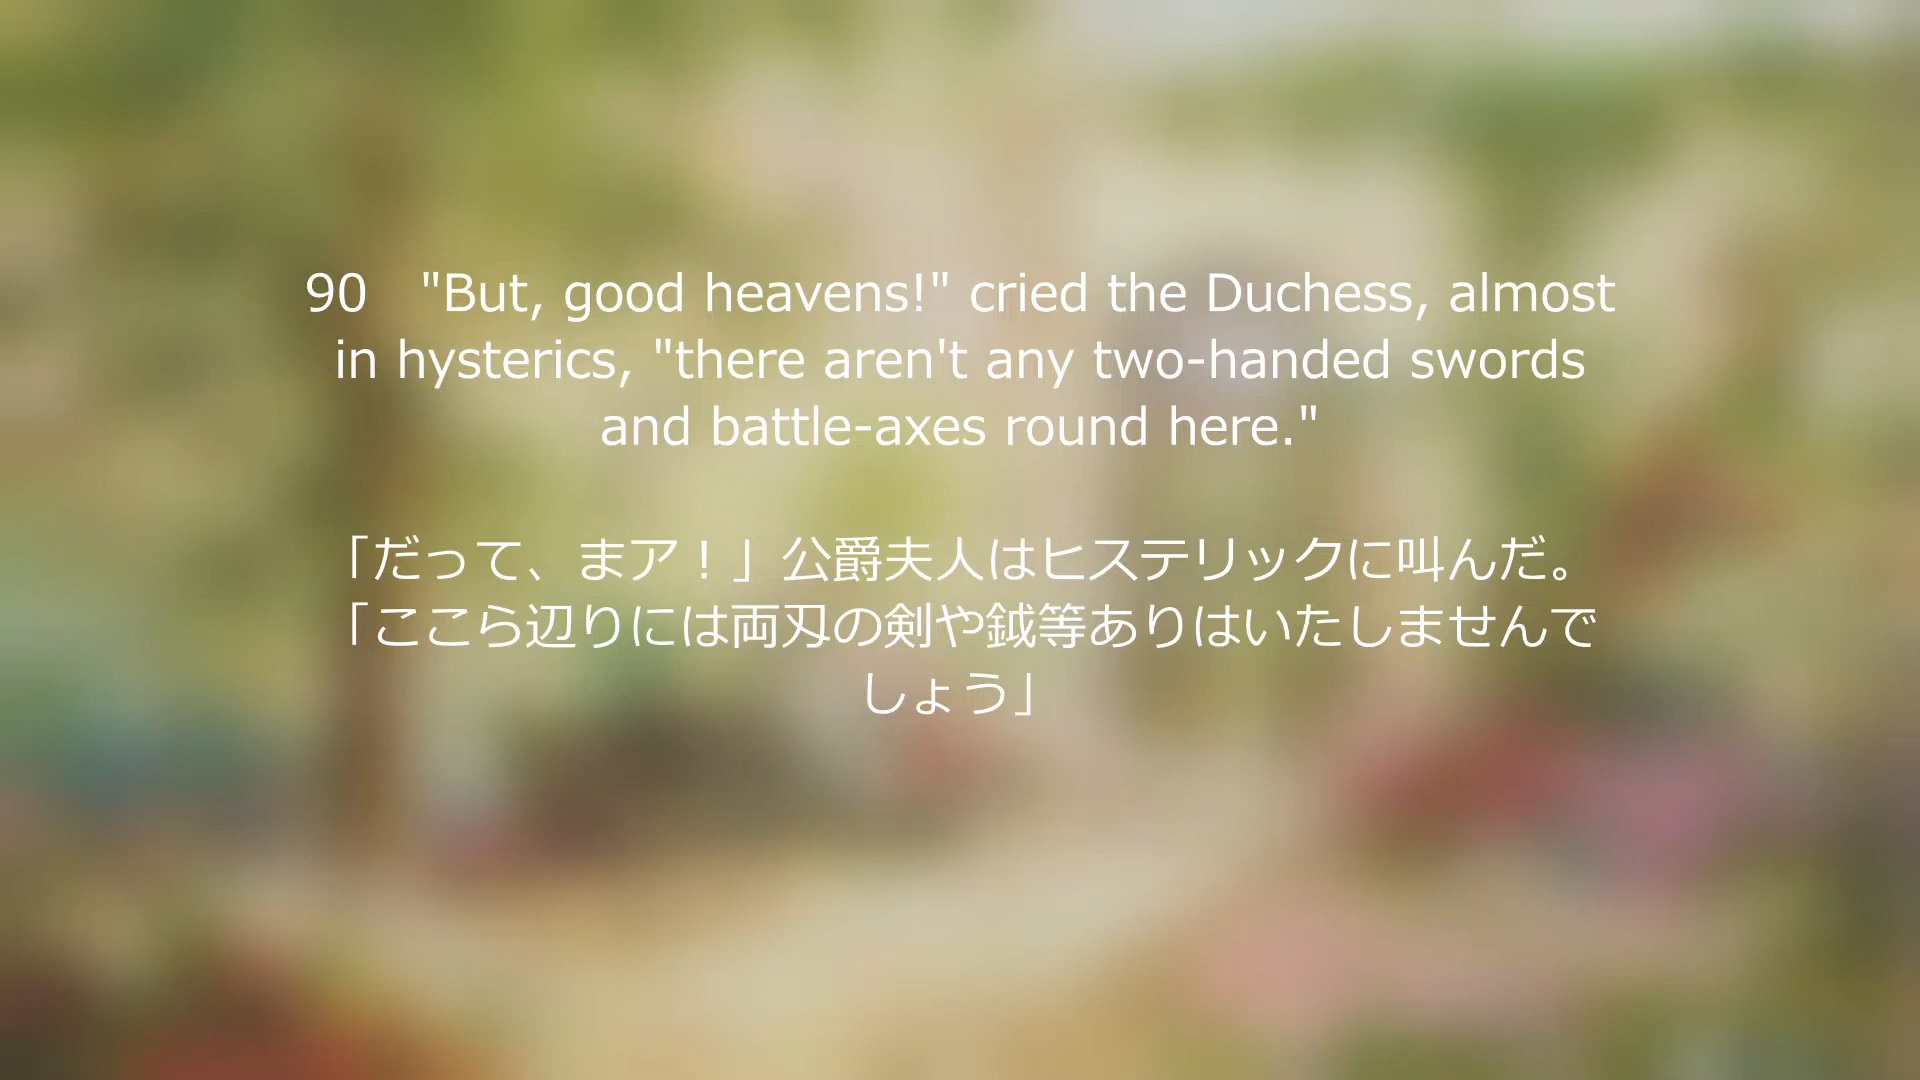 90　"But, good heavens!" cried the Duchess, almost
in hysterics, "there aren't any two-handed swords
and battle-axes round here."
「だって、まア！」公爵夫人はヒステリックに叫んだ。
「ここら辺りには両刃の剣や鉞等ありはいたしませんで
しょう」